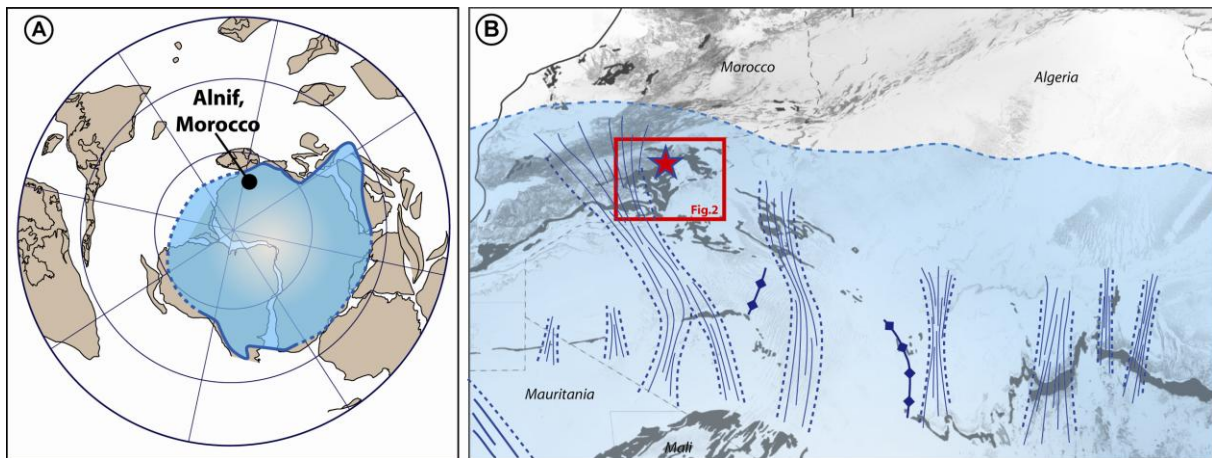 A
Alnif,
Morocco
B
Morocco
Algeria
Fig.2
Mauritania
Mali